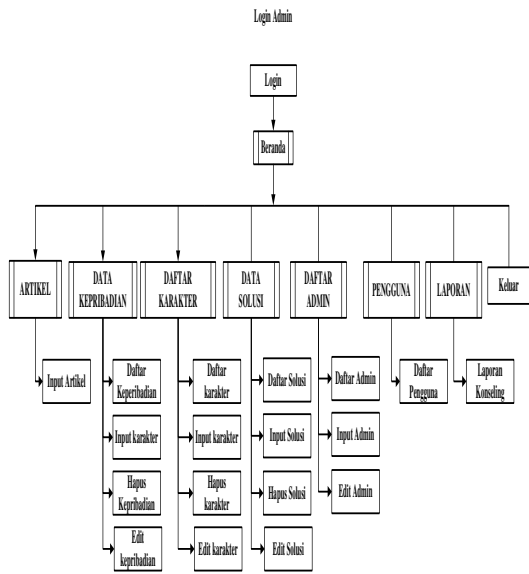 Login Admin
Login
Beranda
ARTIKEL
DATA
KEPRIBADIAN
DAFTAR
KARAKTER
DATA
SOLUSI
DAFTAR
ADMIN
PENGGUNA
LAPORAN
Keluar
Input Artikel
Daftar
Keperibadian
Input karakter
Hapus
Kepribadian
Edit
kepribadian
Daftar
karakter
Input karakter
Hapus
karakter
Edit karakter
Daftar Solusi
Input Solusi
Hapus Solusi
Edit Solusi
Daftar Admin
Input Admin
Edit Admin
Daftar
Pengguna
Laporan
Konseling